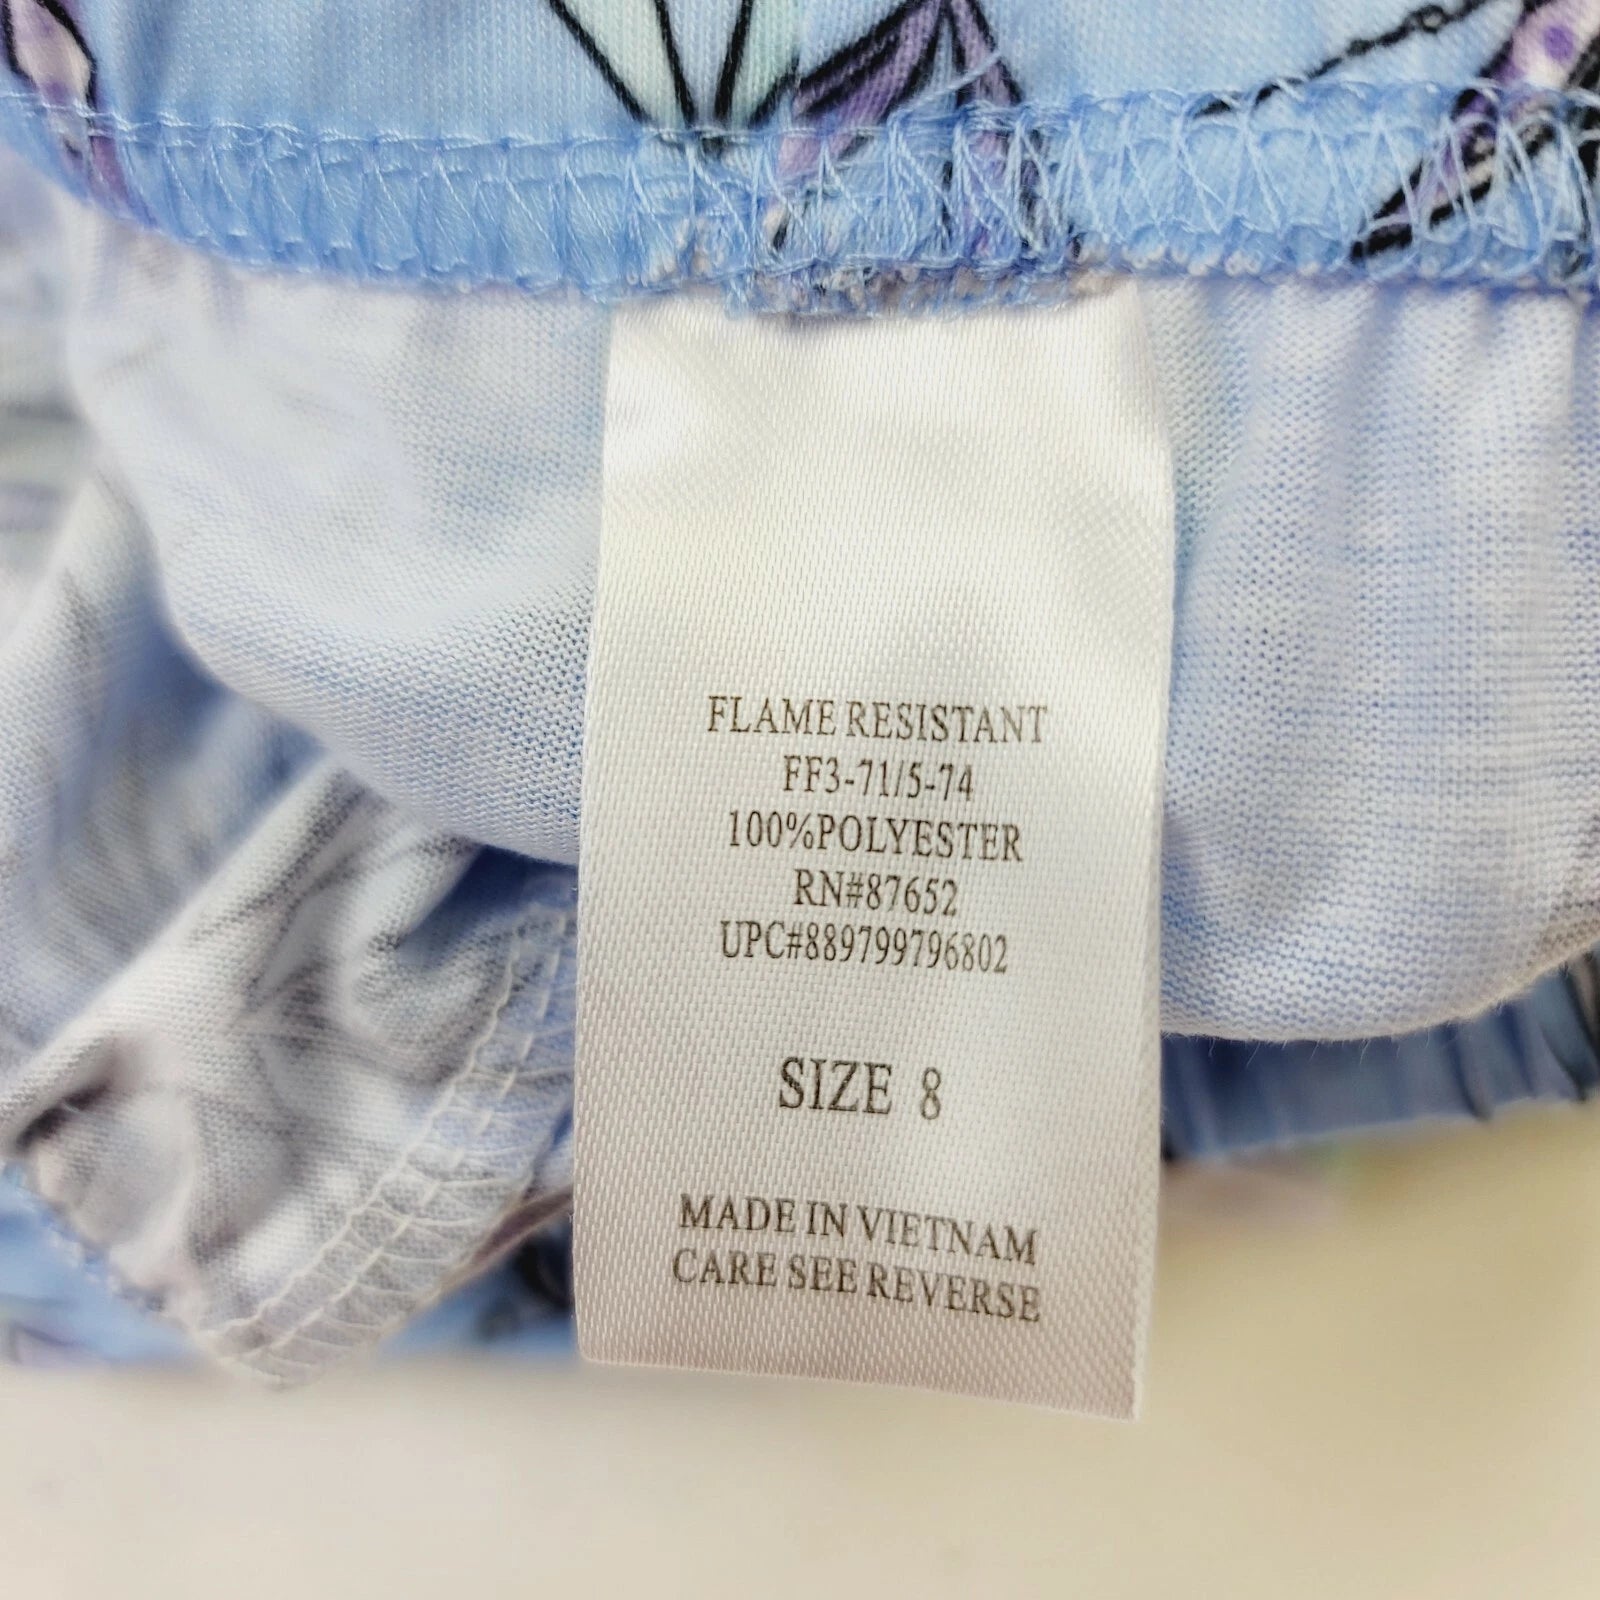 FLAME RESISTANT
FF3-71/5-74
100%POLYESTER
RN#87652
UPC#889799796802
SIZE 8
MADE IN VIETNAM
CARE SEE REVERSE